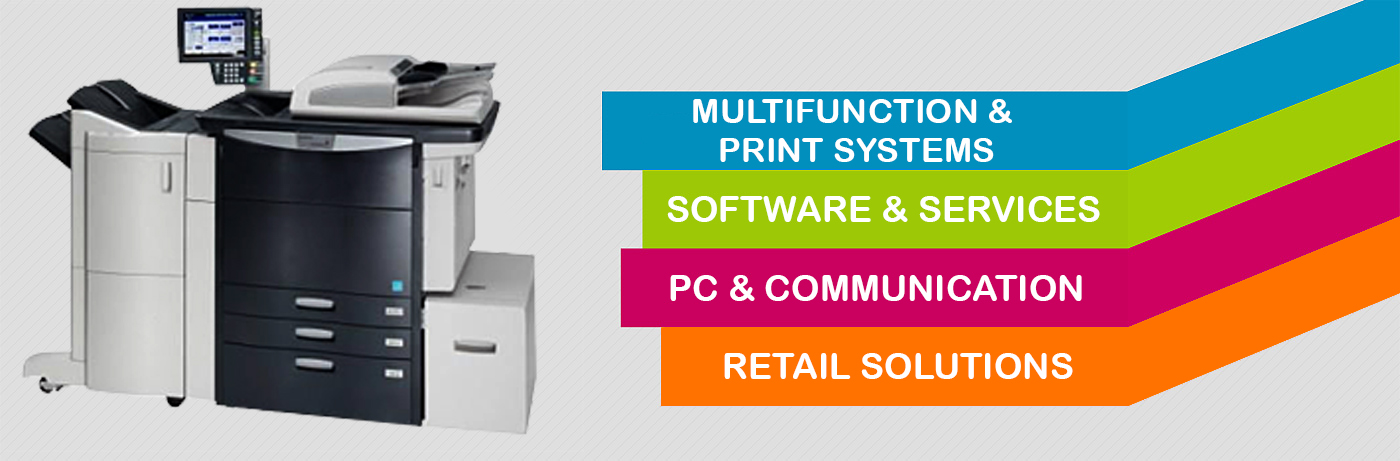 MULTIFUNCTION &
PRINT SYSTEMS
SOFTWARE & SERVICES
PC & COMMUNICATION
RETAIL SOLUTIONS